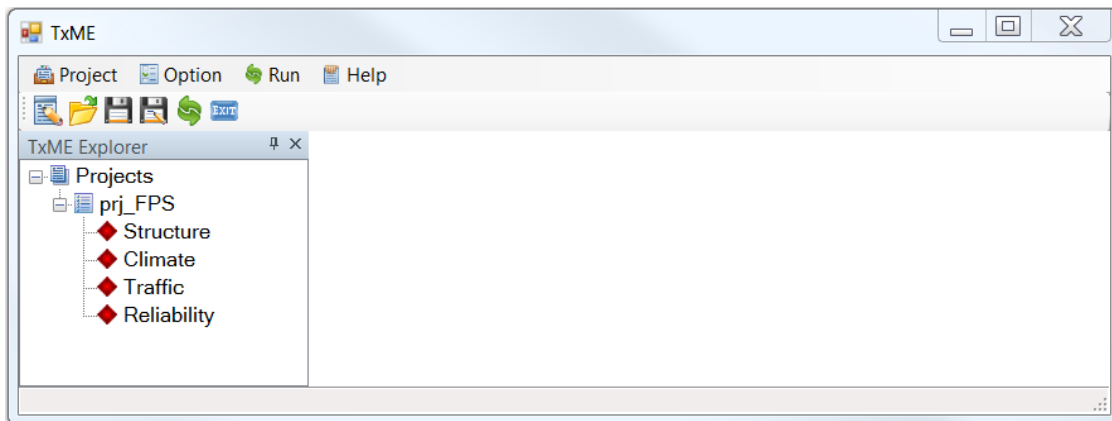 TxME
Project Option Run Help
EXIT
TxME Explorer
Projects
prj_FPS
Structure
Climate
Traffic
Reliability